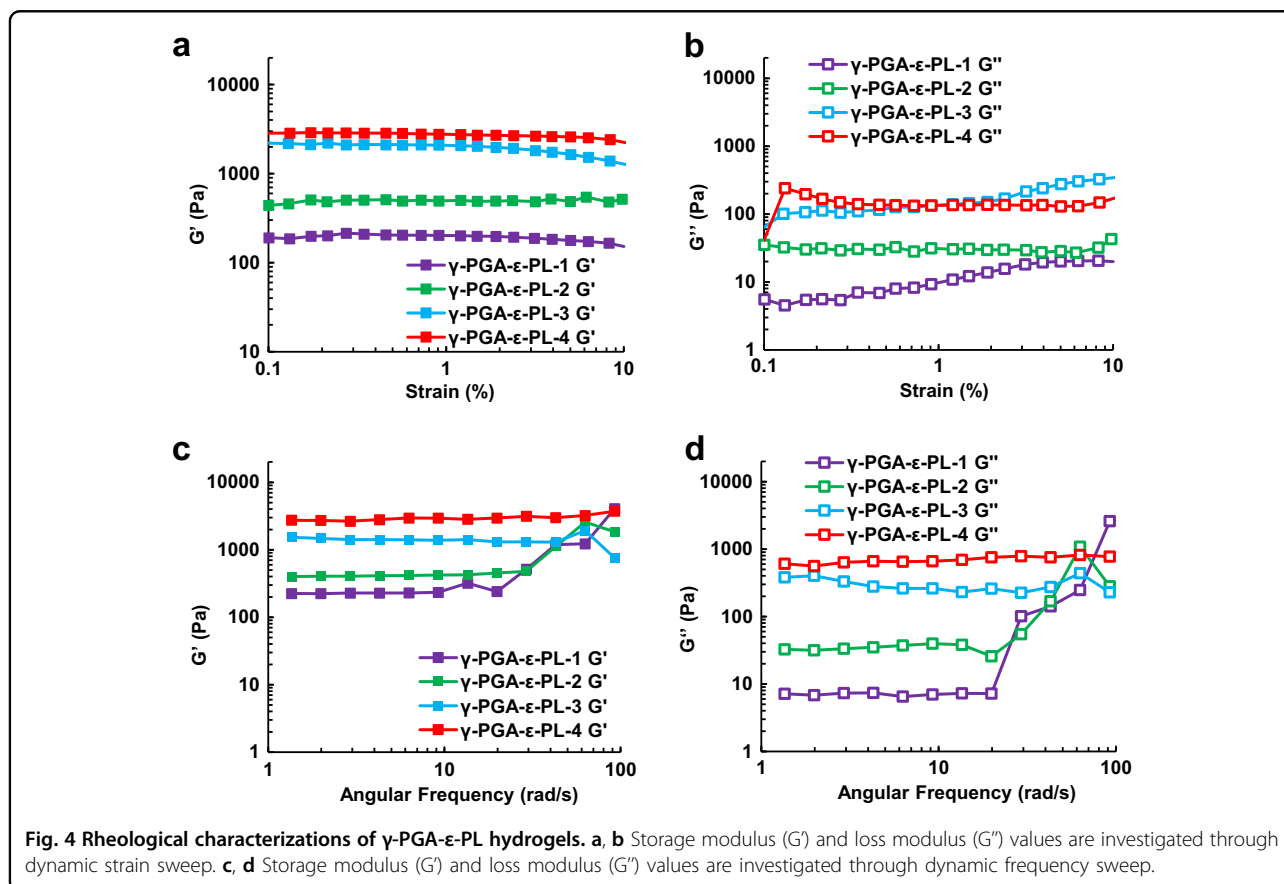 a
10000
1000
100
10
G' (Pa)
γ-PGA-ε-PL-1 G'
γ-PGA-ε-PL-2 G'
γ-PGA-ε-PL-3 G'
γ-PGA-ε-PL-4 G'
0.1 1 10
Strain (%)
b
γ-PGA-ε-PL-1 G''
γ-PGA-ε-PL-2 G''
γ-PGA-ε-PL-3 G''
γ-PGA-ε-PL-4 G''
10000
1000
100
10
1
G'' (Pa)
0.1 1 10
Strain (%)
c
10000
1000
100
10
1
G' (Pa)
γ-PGA-ε-PL-1 G'
γ-PGA-ε-PL-2 G'
γ-PGA-ε-PL-3 G'
γ-PGA-ε-PL-4 G'
1 10 100
Angular Frequency (rad/s)
d
γ-PGA-ε-PL-1 G''
γ-PGA-ε-PL-2 G''
γ-PGA-ε-PL-3 G''
γ-PGA-ε-PL-4 G''
10000
1000
100
10
1
G'' (Pa)
1 10 100
Angular Frequency (rad/s)
Fig. 4 Rheological characterizations of γ-PGA-ε-PL hydrogels. a, b Storage modulus (G') and loss modulus (G'') values are investigated through
dynamic strain sweep. c, d Storage modulus (G') and loss modulus (G'') values are investigated through dynamic frequency sweep.